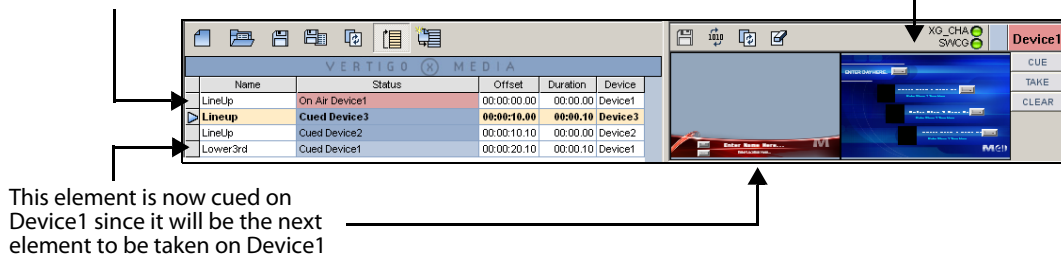 XG_CHA
SWCG
Device1
VERTIGO X MEDIA
CUE
TAKE
CLEAR
Name Status Offset Duration Device
LineUp On Air Device1 00:00:00.00 00:00.00 Device1
Lineup Cued Device3 00:00:10.00 00:00.10 Device3
LineUp Cued Device2 00:00:10.10 00:00.00 Device2
Lower3rd Cued Device1 00:00:20.10 00:00.10 Device1
Enter Name Here...
This element is now cued on
Device1 since it will be the next
element to be taken on Device1